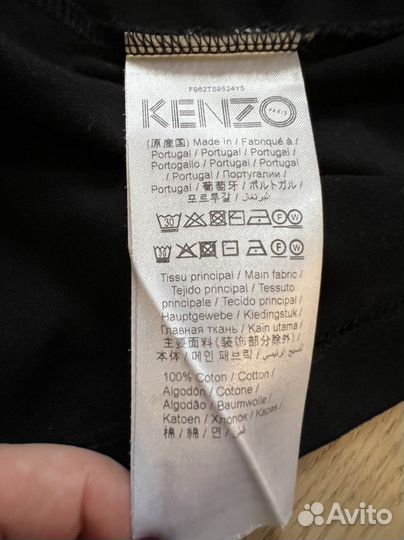 F962TS9524Y5
KENZO
PARIS
(原産国) Made in / Fabriqué à /
Portugal / Portugal / Portugal /
Portogallo / Portugal / Portugal
Portugal / Португалии /
Portugal / 葡萄牙 / ポルトガル /
포르투갈 / البرتغال
30 W
30 W
Tissu principal / Main fabric /
Tejido principal / Tessuto
principale / Tecido principal /
Hauptgewebe / Kledingstuk /
Главная ткань / Kain utama /
主要面料 (装饰部分除外)
本体 / 메인 패브릭 /
100% Coton / Cotton /
Algodón / Cotone /
Algodão / Baumwolle /
Katoen / Хлопок / Kapas /
棉 / 綿 / 면 / قطن
Avito